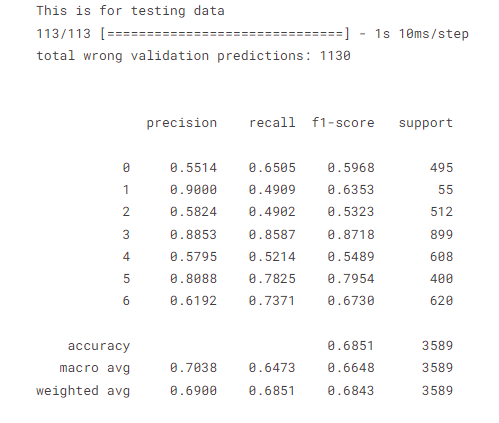 This is for testing data
113/113 [==============================] - 1s 10ms/step
total wrong validation predictions: 1130
precision recall f1-score support
0 0.5514 0.6505 0.5968 495
1 0.9000 0.4909 0.6353 55
2 0.5824 0.4902 0.5323 512
3 0.8853 0.8587 0.8718 899
4 0.5795 0.5214 0.5489 608
5 0.8088 0.7825 0.7954 400
6 0.6192 0.7371 0.6730 620
accuracy 0.6851 3589
macro avg 0.7038 0.6473 0.6648 3589
weighted avg 0.6900 0.6851 0.6843 3589